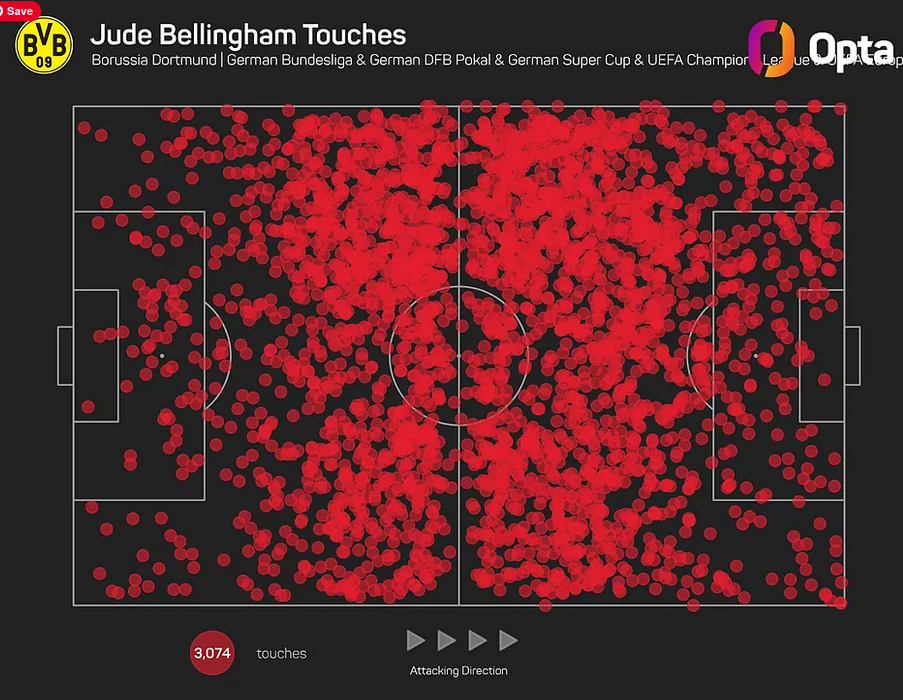 Save
BVB
09
Jude Bellingham Touches
Borussia Dortmund | German Bundesliga & German DFB Pokal & German Super Cup & UEFA Champion
Opta
3,074
touches
Attacking Direction